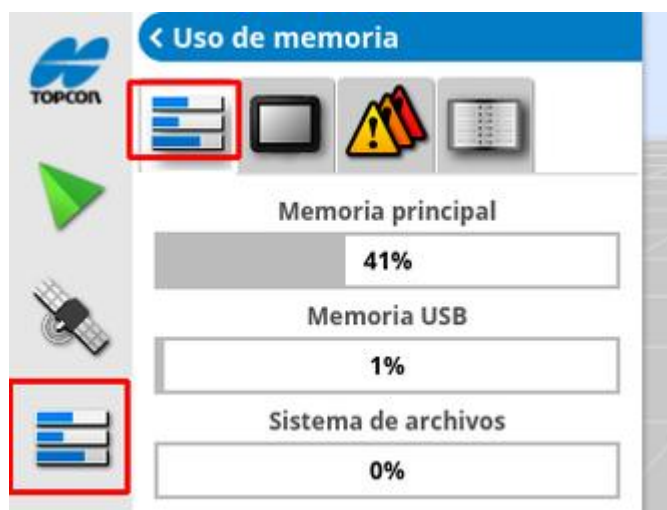 < Uso de memoria
TOPCON
Memoria principal
41%
Memoria USB
1%
Sistema de archivos
0%